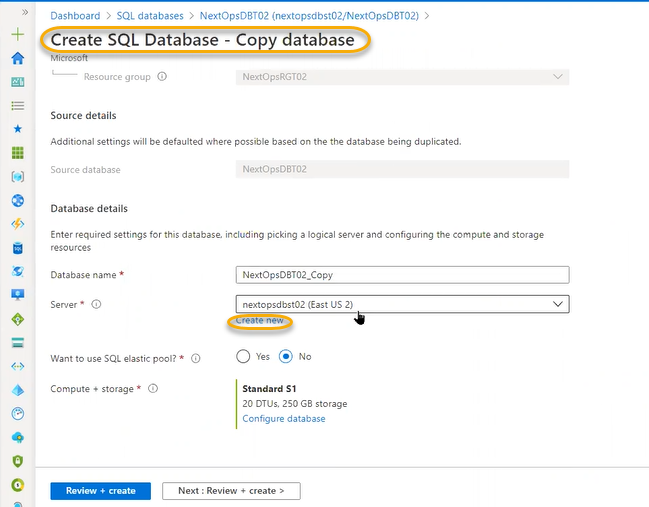 Dashboard > SQL databases > NextOpsDBT02 (nextopsdbst02/NextOpsDBT02) >
Create SQL Database - Copy database
Microsoft
Resource group
NextOpsRGT02
Source details
Additional settings will be defaulted where possible based on the the database being duplicated.
Source database
NextOpsDBT02
Database details
Enter required settings for this database, including picking a logical server and configuring the compute and storage
resources
Database name *
NextOpsDBT02_Copy
Server *
nextopsdbst02 (East US 2)
Create new
Want to use SQL elastic pool? *
Yes
No
Compute + storage *
Standard S1
20 DTUs, 250 GB storage
Configure database
Review + create
Next : Review + create >